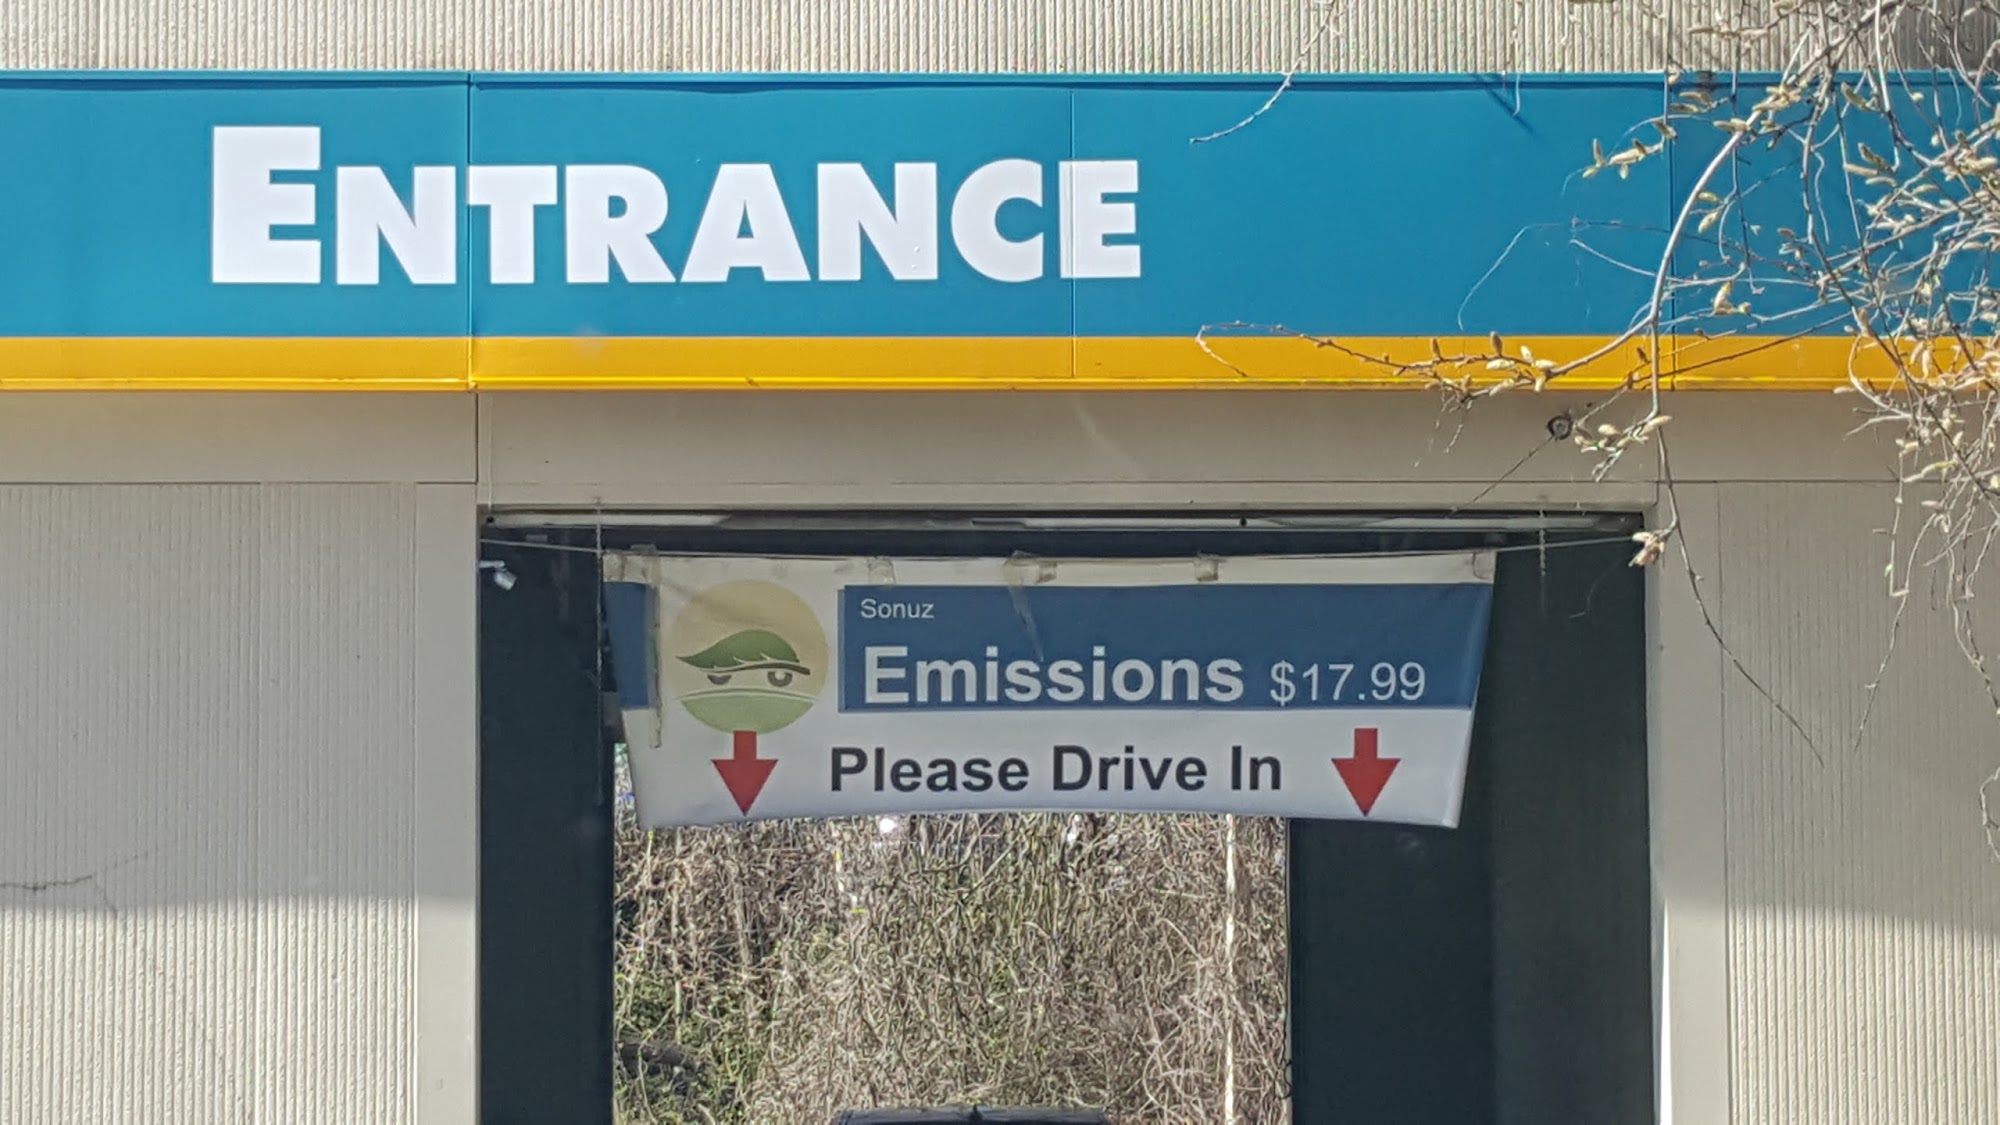 ENTRANCE
Sonuz
Emissions $17.99
Please Drive In